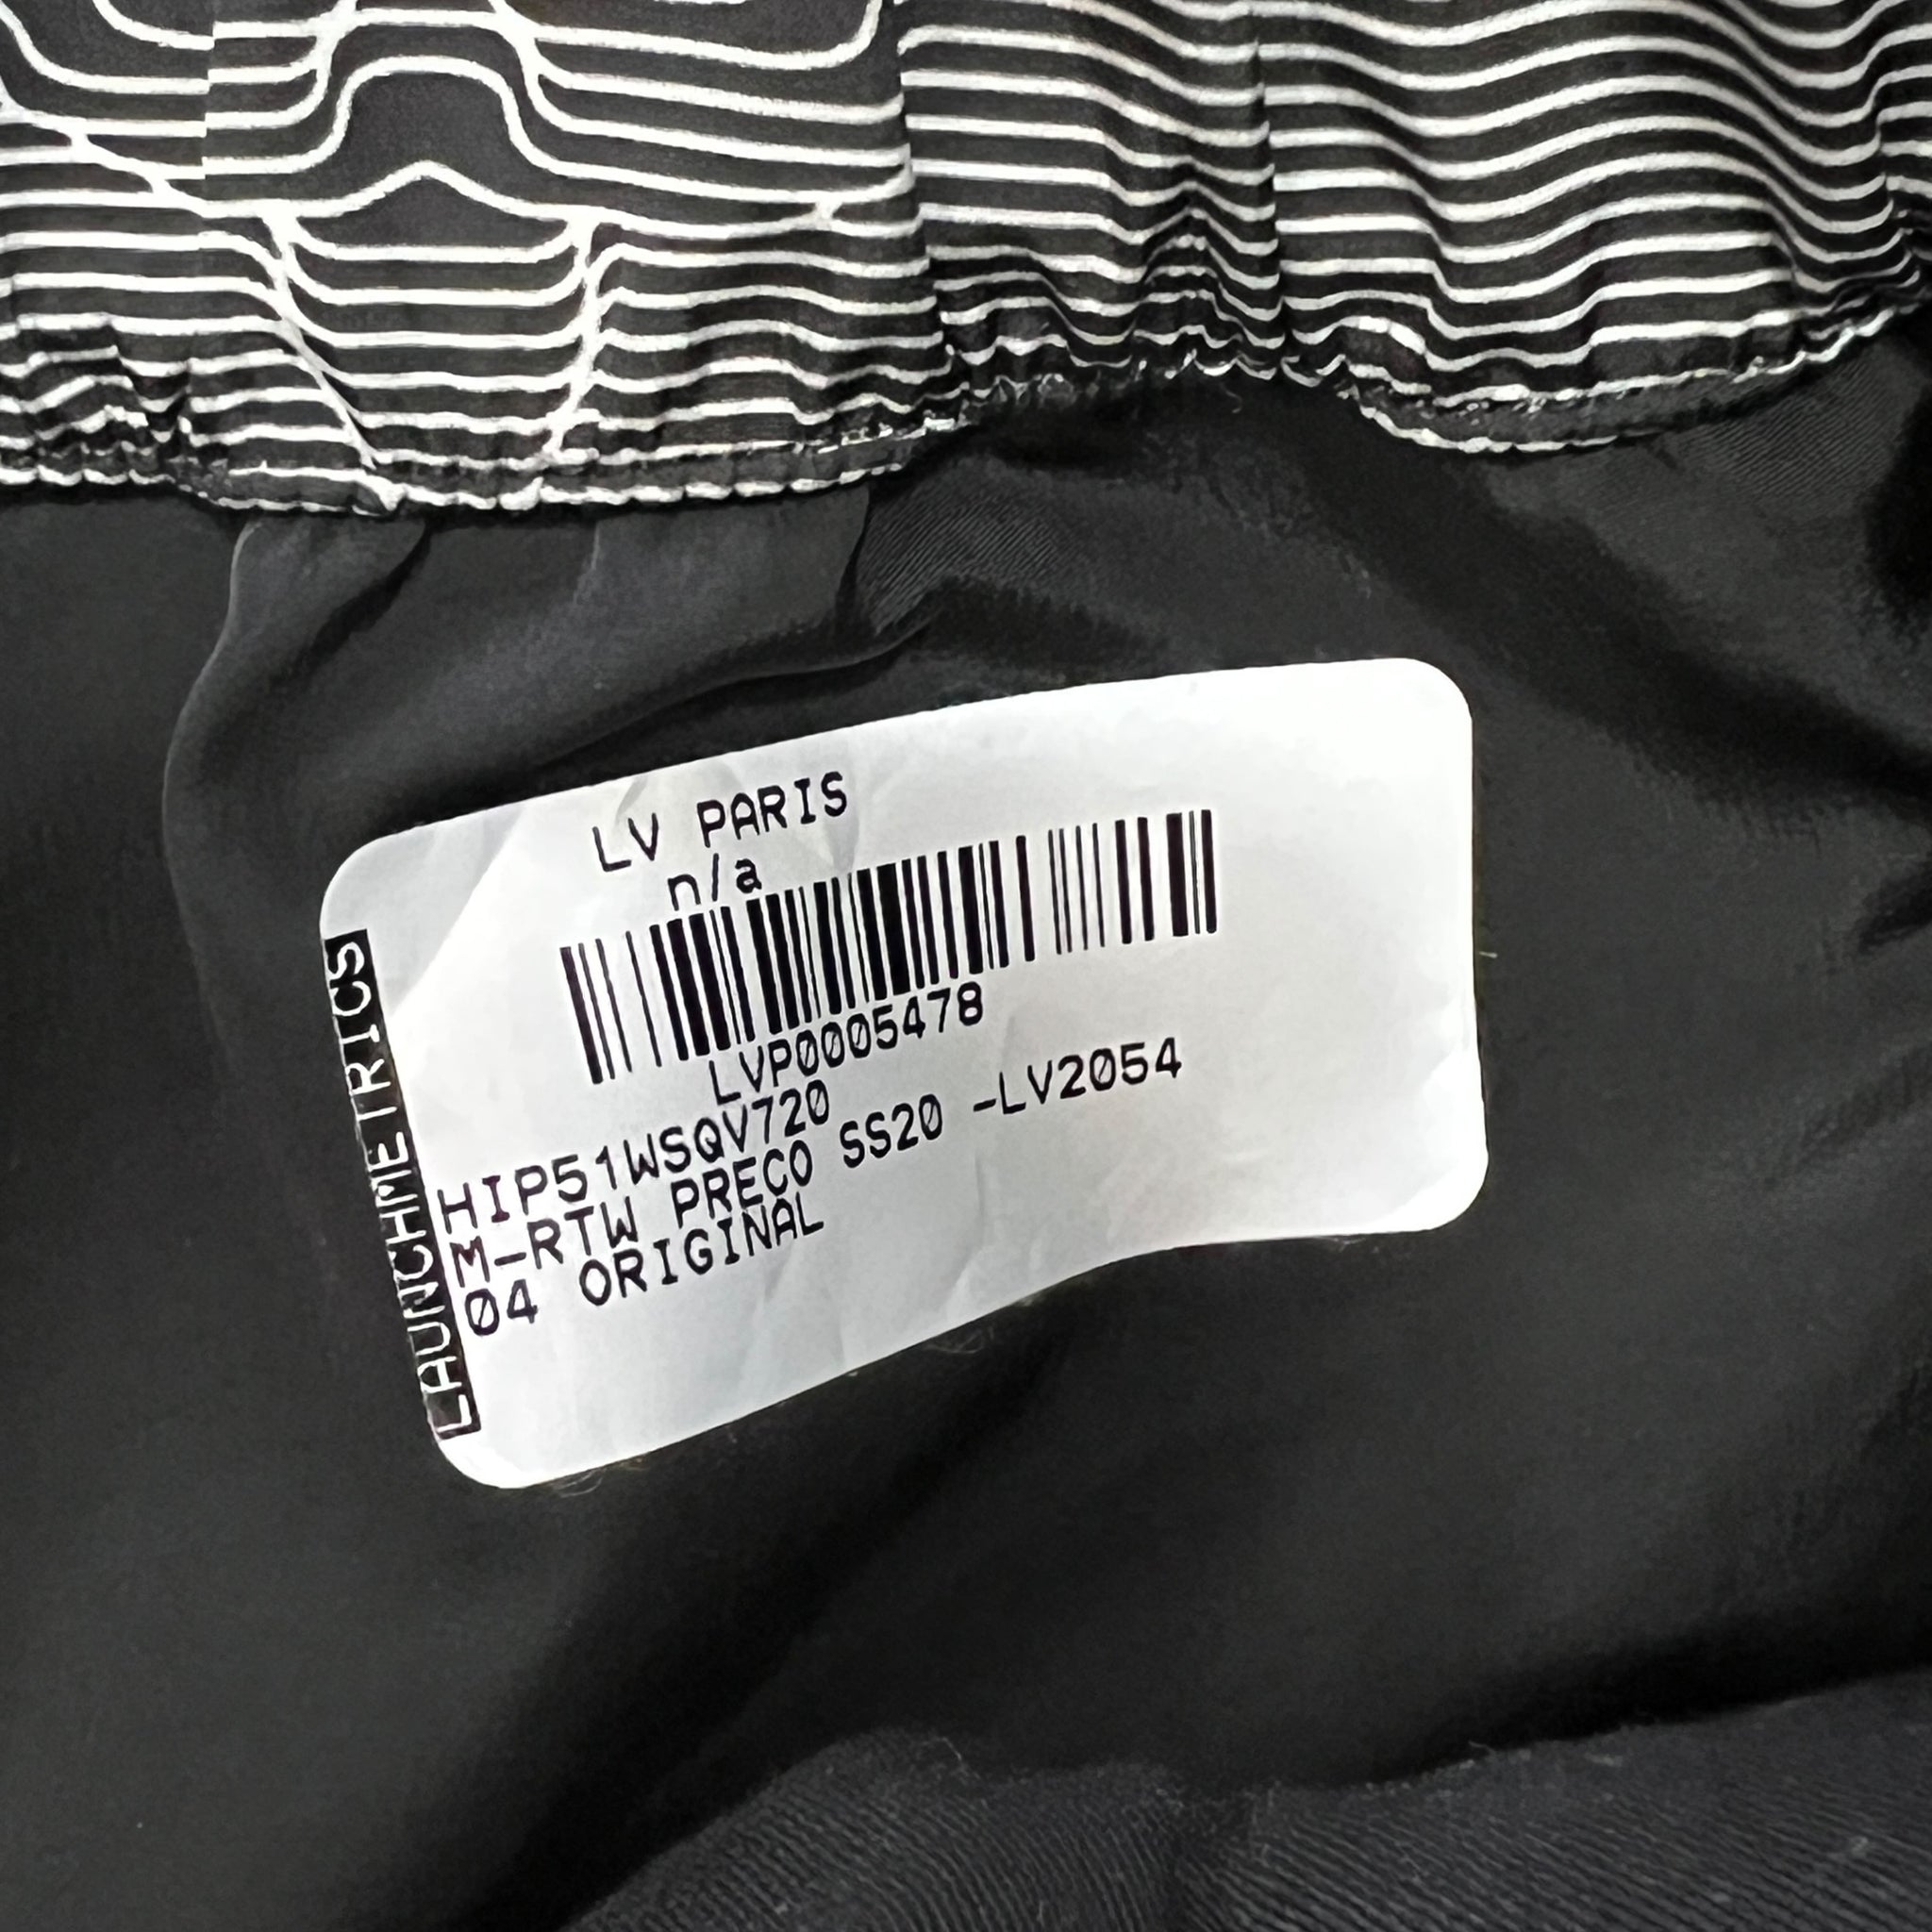 LV PARIS
n/a
LVP0005478
HIP51WSQV720
M-RTW PRECO SS20 -LV2054
04 ORIGINAL
LAUNCHMETRICS